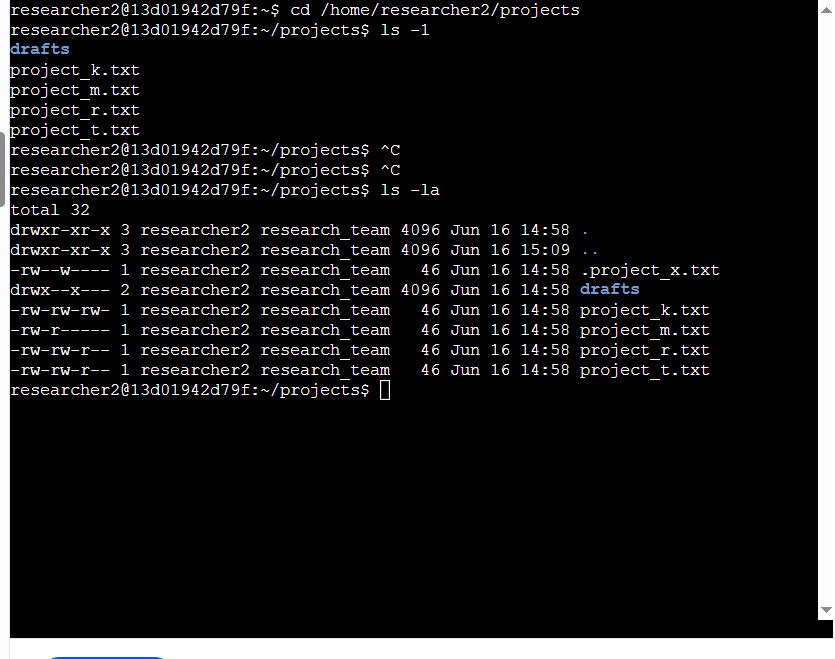 researcher2@13d01942d79f:~$ cd /home/researcher2/projects
researcher2@13d01942d79f:~/projects$ ls -1
drafts
project_k.txt
project_m.txt
project_r.txt
project_t.txt
researcher2@13d01942d79f:~/projects$ ^C
researcher2@13d01942d79f:~/projects$ ^C
researcher2@13d01942d79f:~/projects$ ls -la
total 32
drwxr-xr-x 3 researcher2 research_team 4096 Jun 16 14:58 .
drwxr-xr-x 3 researcher2 research_team 4096 Jun 16 15:09 ..
-rw--w---- 1 researcher2 research_team   46 Jun 16 14:58 .project_x.txt
drwx--x--- 2 researcher2 research_team 4096 Jun 16 14:58 drafts
-rw-rw-rw- 1 researcher2 research_team   46 Jun 16 14:58 project_k.txt
-rw-r----- 1 researcher2 research_team   46 Jun 16 14:58 project_m.txt
-rw-rw-r-- 1 researcher2 research_team   46 Jun 16 14:58 project_r.txt
-rw-rw-r-- 1 researcher2 research_team   46 Jun 16 14:58 project_t.txt
researcher2@13d01942d79f:~/projects$